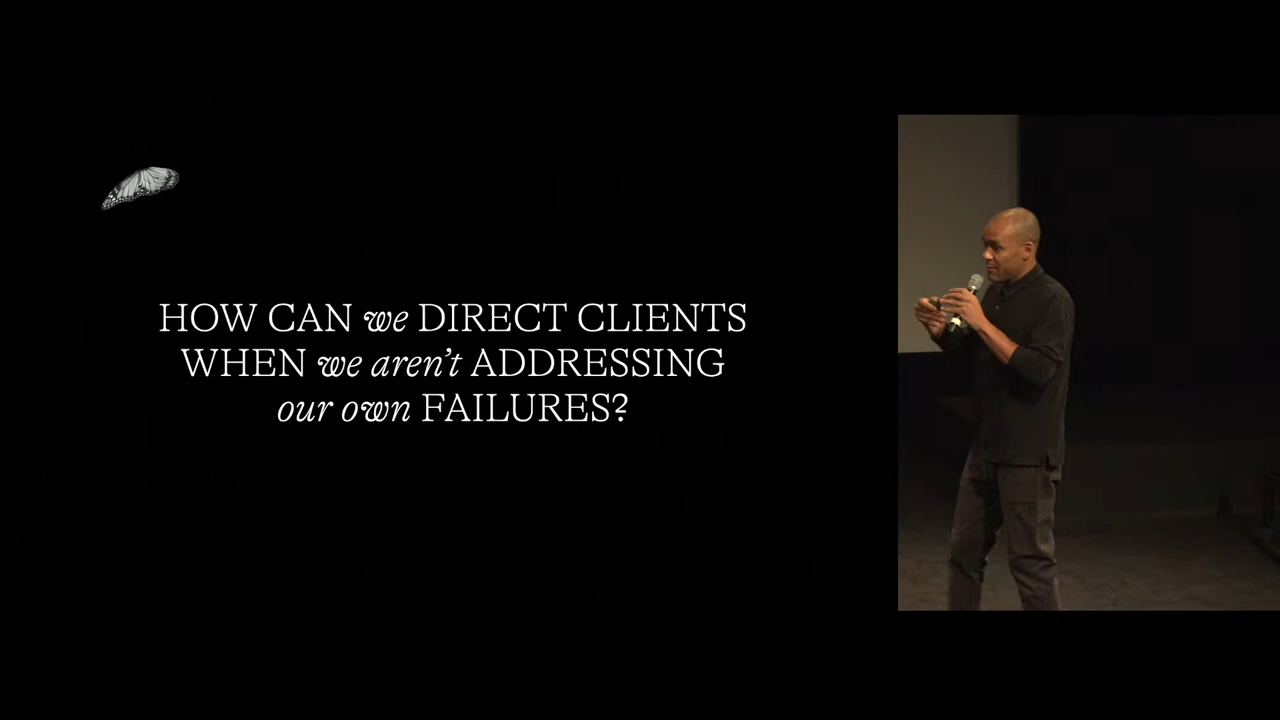 HOW CAN we DIRECT CLIENTS
WHEN we aren't ADDRESSING
our own FAILURES?